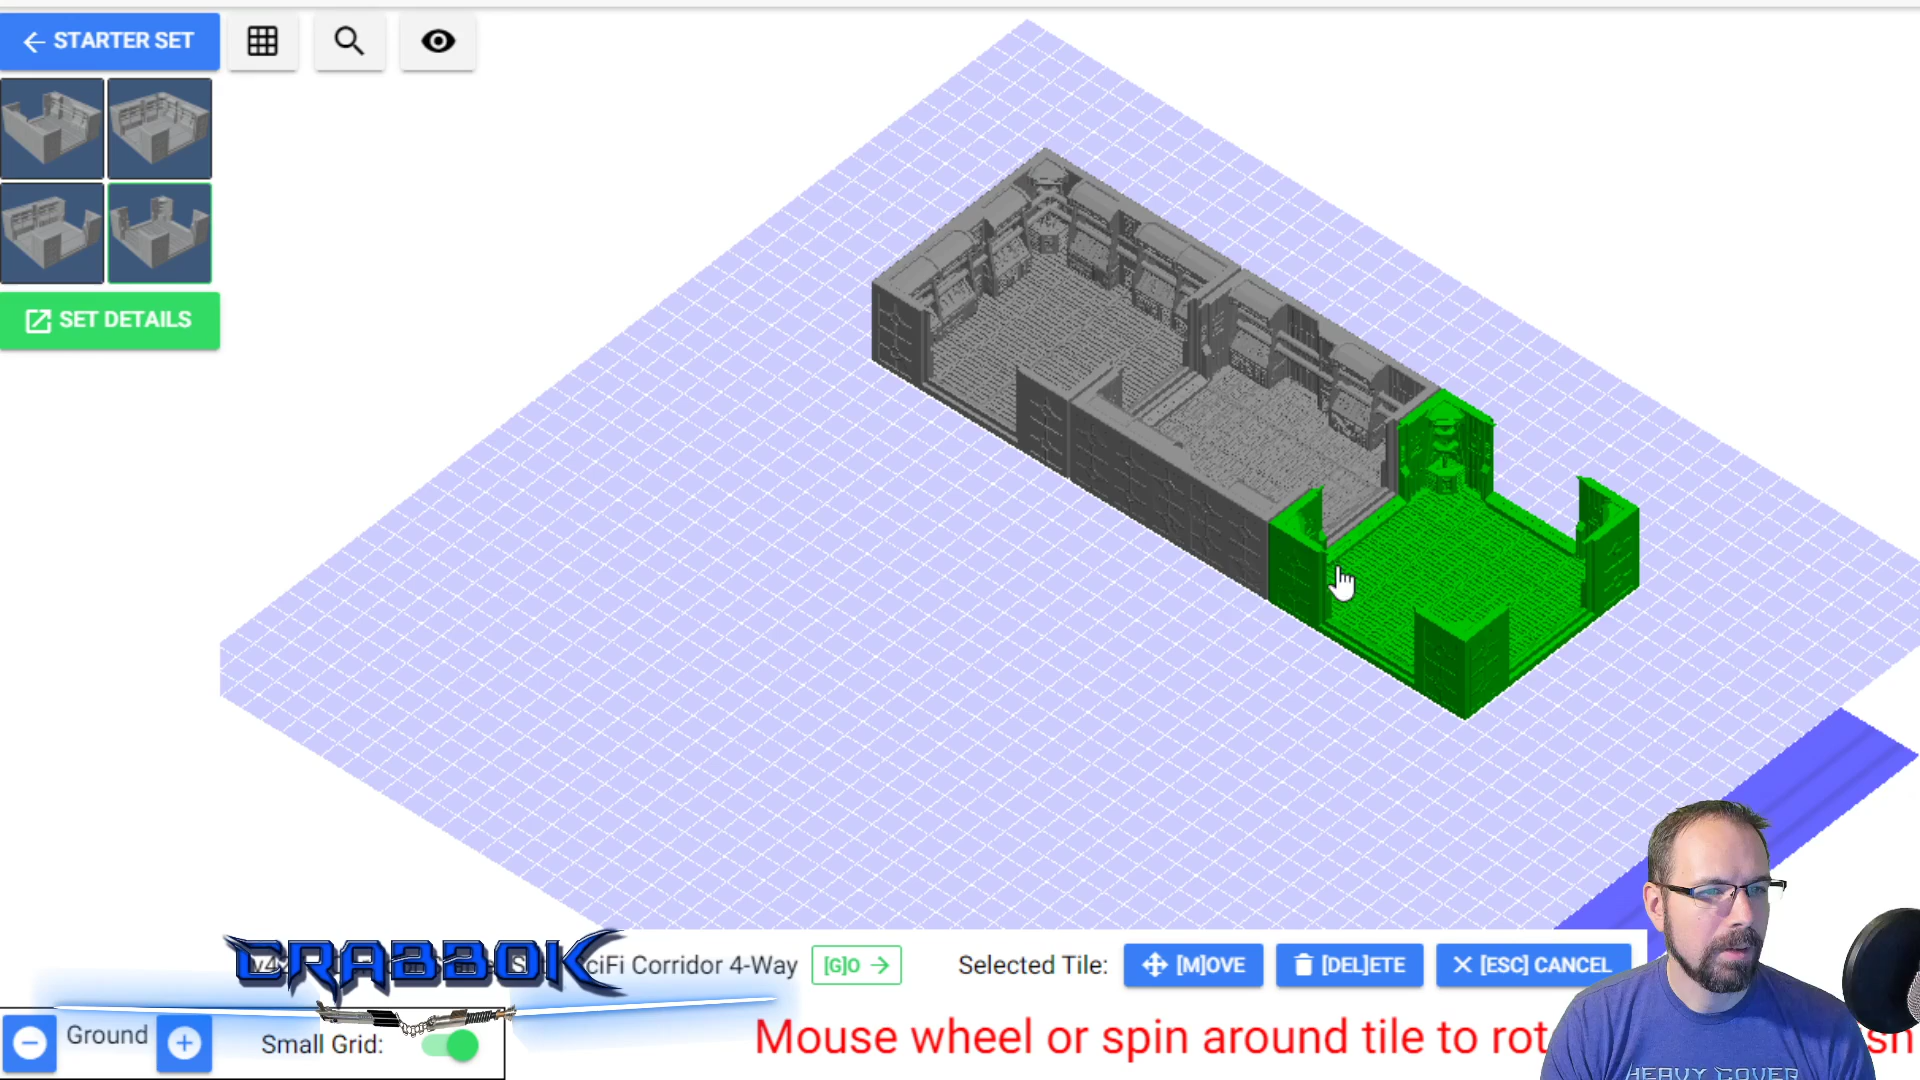 STARTER SET
SET DETAILS
CRABBOK
ciFi Corridor 4-Way
[G]O
Selected Tile:
[M]OVE
[DEL]ETE
[ESC] CANCEL
Ground
Small Grid:
Mouse wheel or spin around tile to
HEAVY COVER